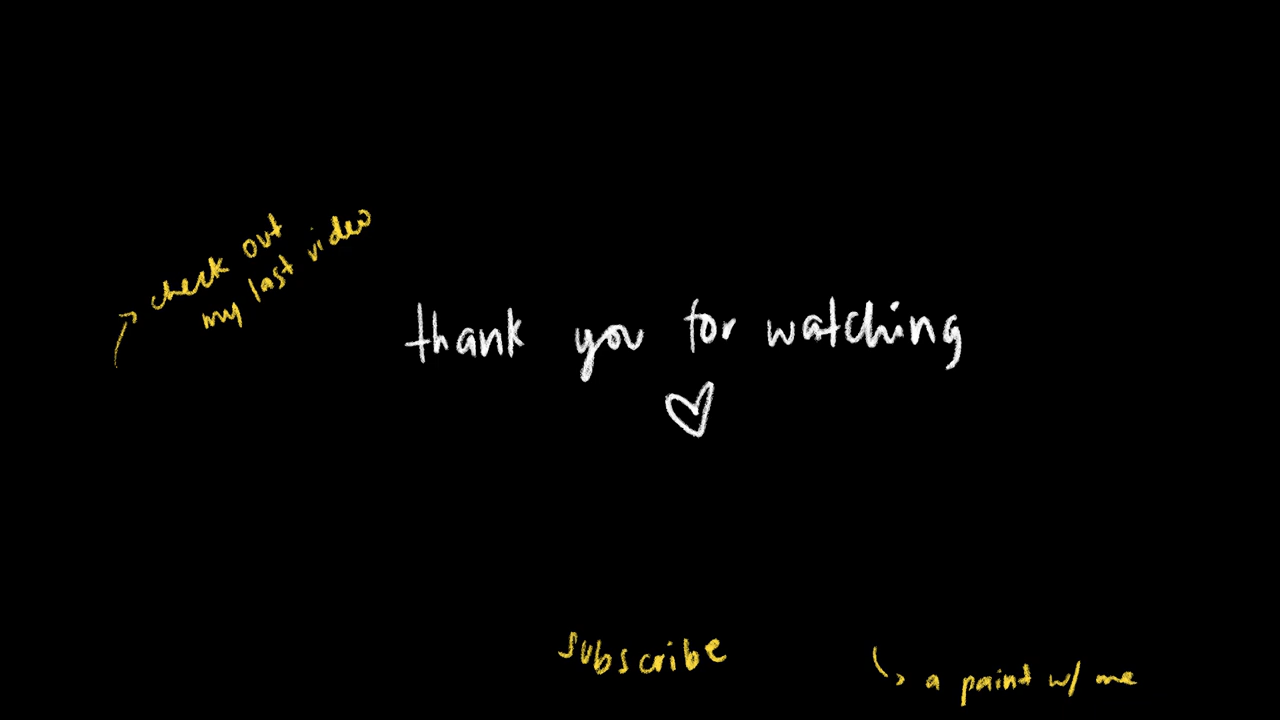 check out
my last video
thank you for watching
subscribe
a paint w/ me